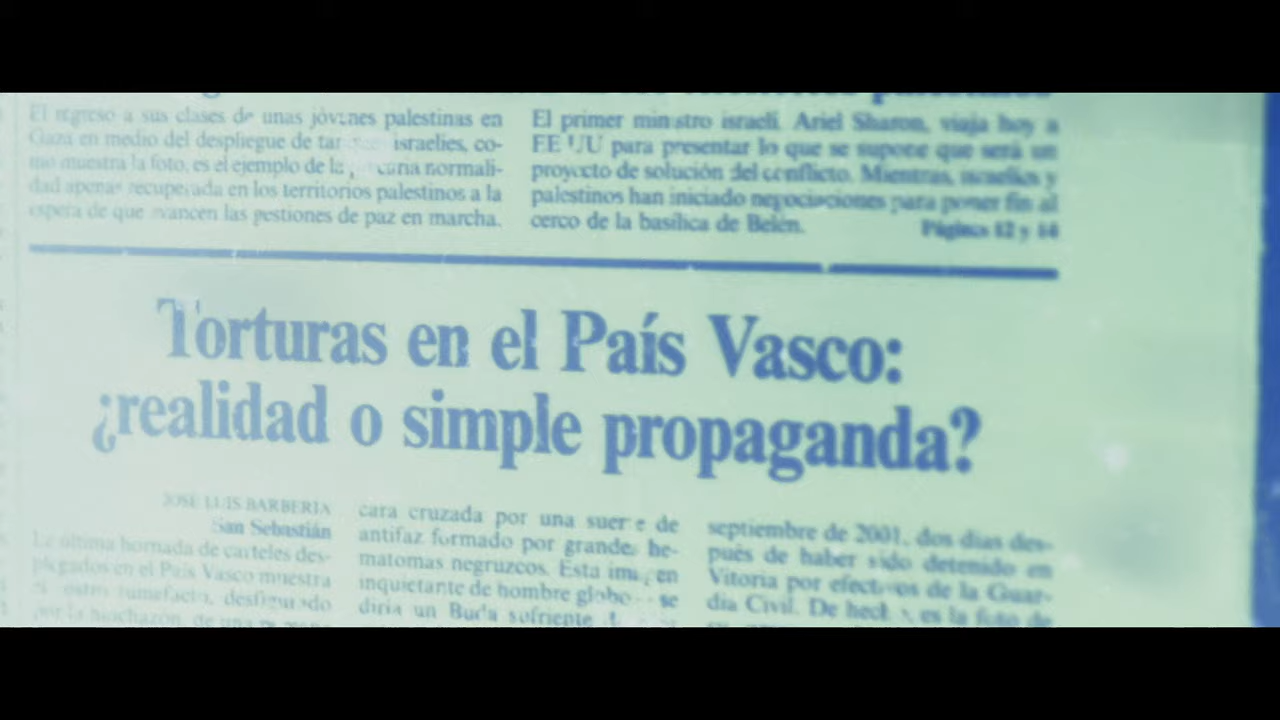 El regreso a sus clases de unas jóvenes palestinas en
Gaza en medio del despliegue de israelíes, co-
mo muestra la foto, es el ejemplo de la normali-
dad apenas recuperada en los territorios palestinos a la
espera de que avancen las gestiones de paz en marcha.
El primer ministro israelí, Ariel Sharon, viaja hoy a
EE UU para presentar lo que se supone que será un
proyecto de solución del conflicto. Mientras, israelíes y
palestinos han iniciado negociaciones para poner fin al
cerco de la basílica de Belén.
Páginas 12 y 14
Torturas en el País Vasco:
¿realidad o simple propaganda?
JOSÉ LUIS BARBERÍA
San Sebastián
La última hornada de carteles des-
plegados en el País Vasco muestra
rostro tumefacto, desfigurado
por la hinchazón, de una
cara cruzada por una suerte de
antifaz formado por grandes he-
matomas negruzcos. Esta imagen
inquietante de hombre globo se
diría un Buda sufriente
septiembre de 2001, dos días des-
pués de haber sido detenido en
Vitoria por efectivos de la Guar-
dia Civil. De hecho, es la foto de